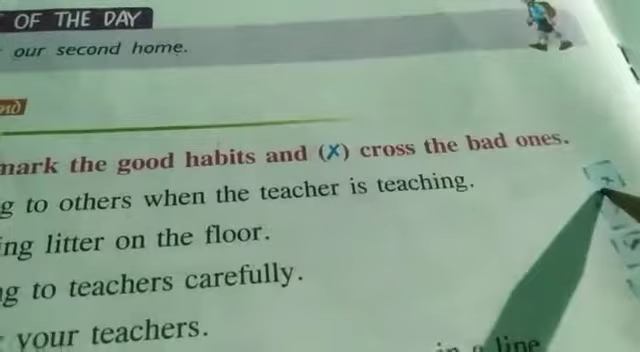 OF THE DAY
our second home.
mark the good habits and (✗) cross the bad ones.
g to others when the teacher is teaching.
ing litter on the floor.
g to teachers carefully.
your teachers.
in a line